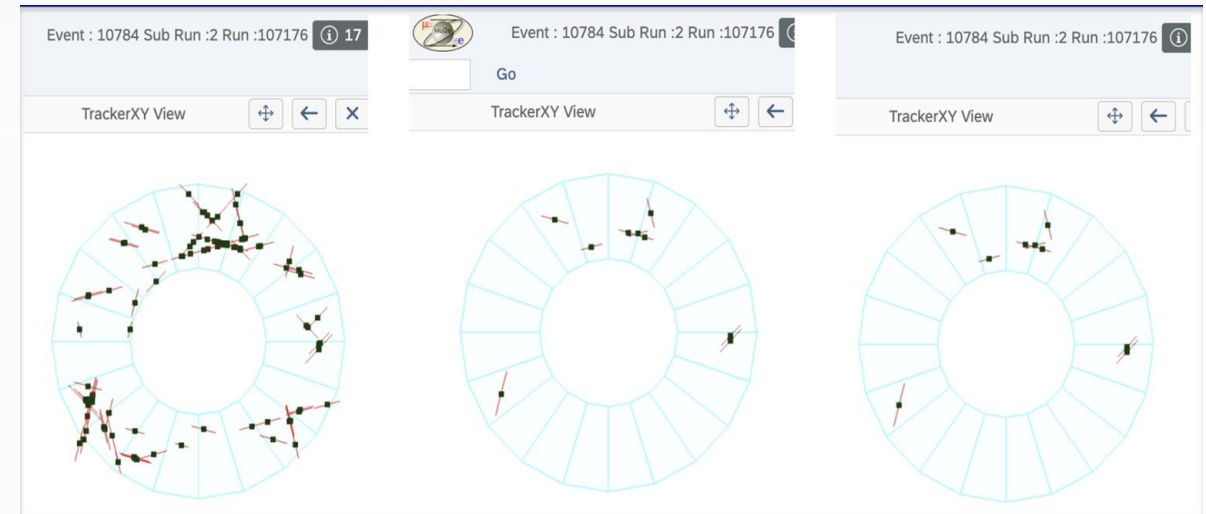 Event : 10784 Sub Run :2 Run :107176 17
TrackerXY View
Event : 10784 Sub Run :2 Run :107176
Go
TrackerXY View
Event : 10784 Sub Run :2 Run :107176
TrackerXY View